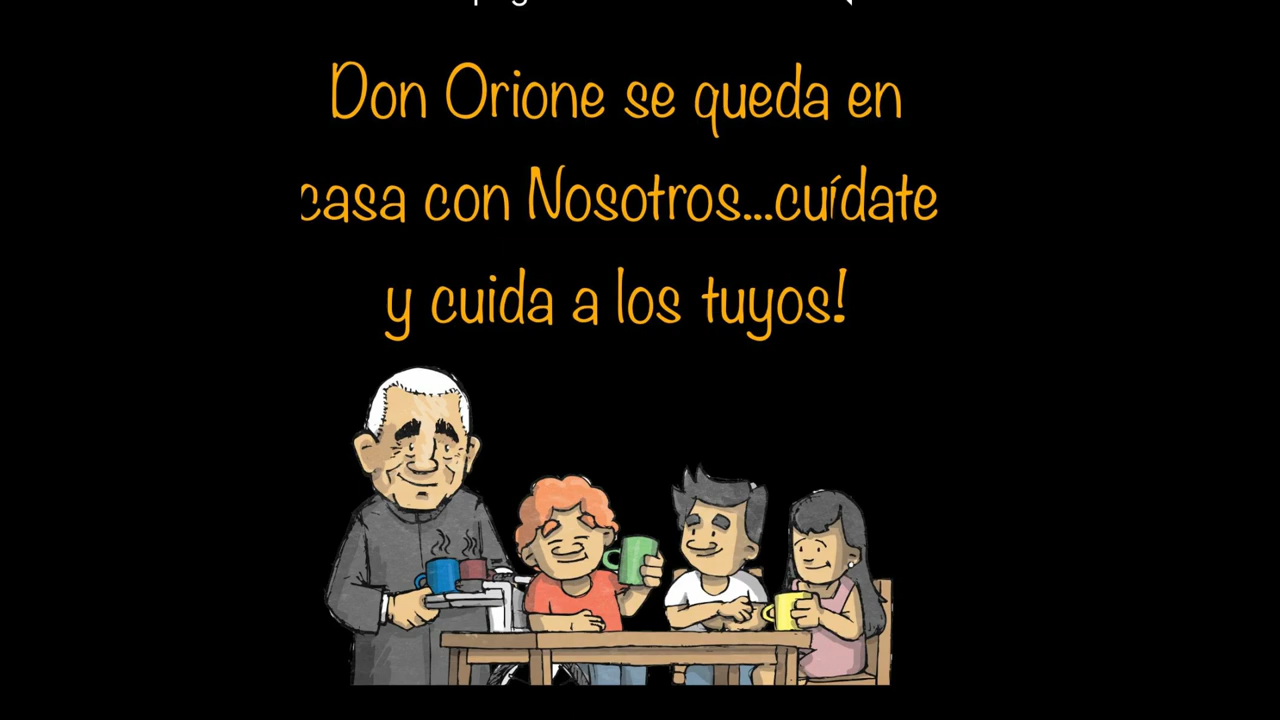 Don Orione se queda en
casa con Nosotros...cuídate
y cuida a los tuyos!